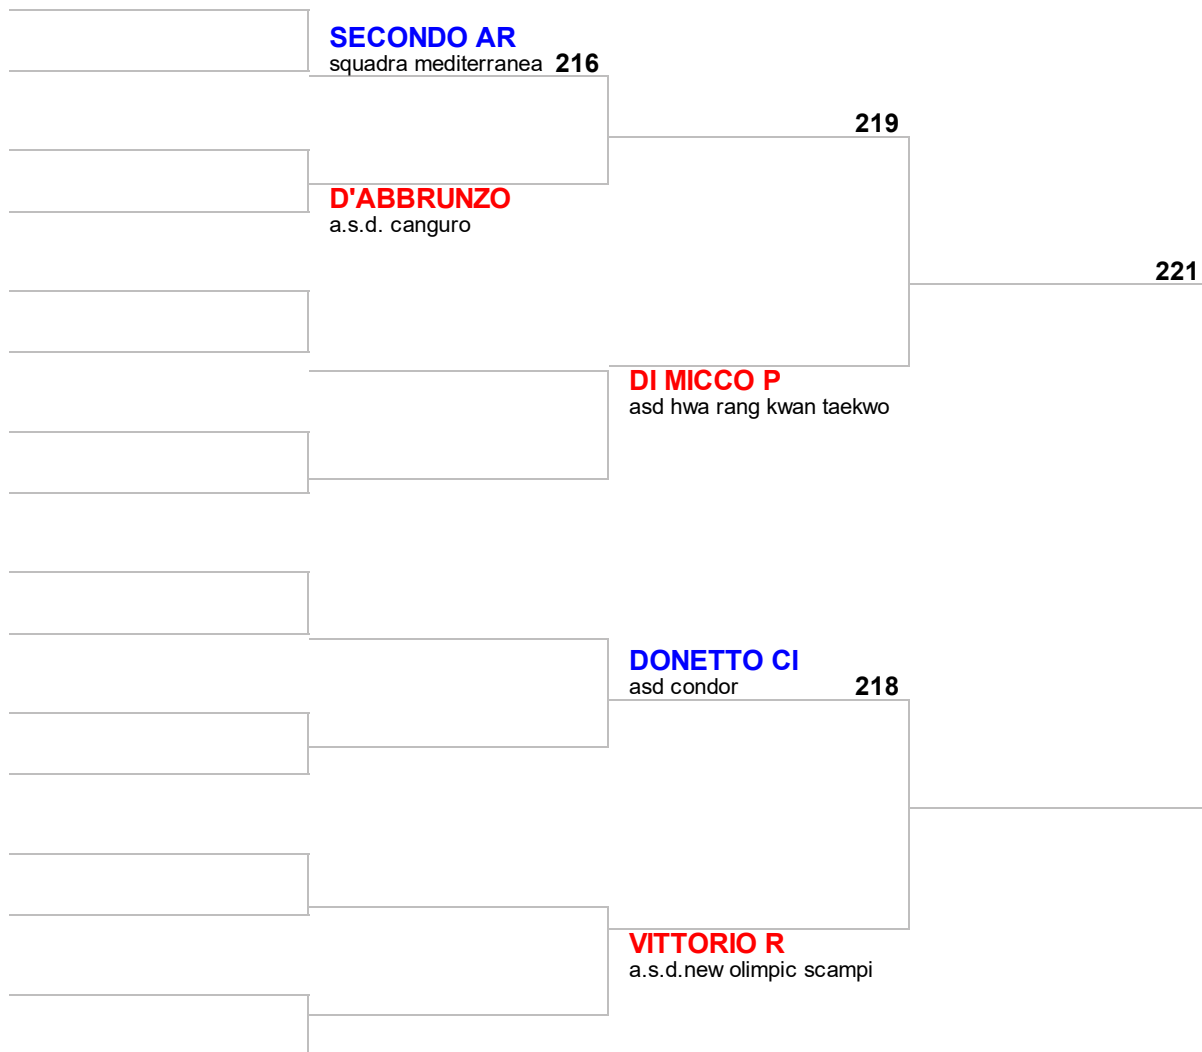 SECONDO AR
squadra mediterranea 216
219
D'ABBRUNZO
a.s.d. canguro
221
DI MICCO P
asd hwa rang kwan taekwo
DONETTO CI
asd condor 218
VITTORIO R
a.s.d.new olimpic scampi